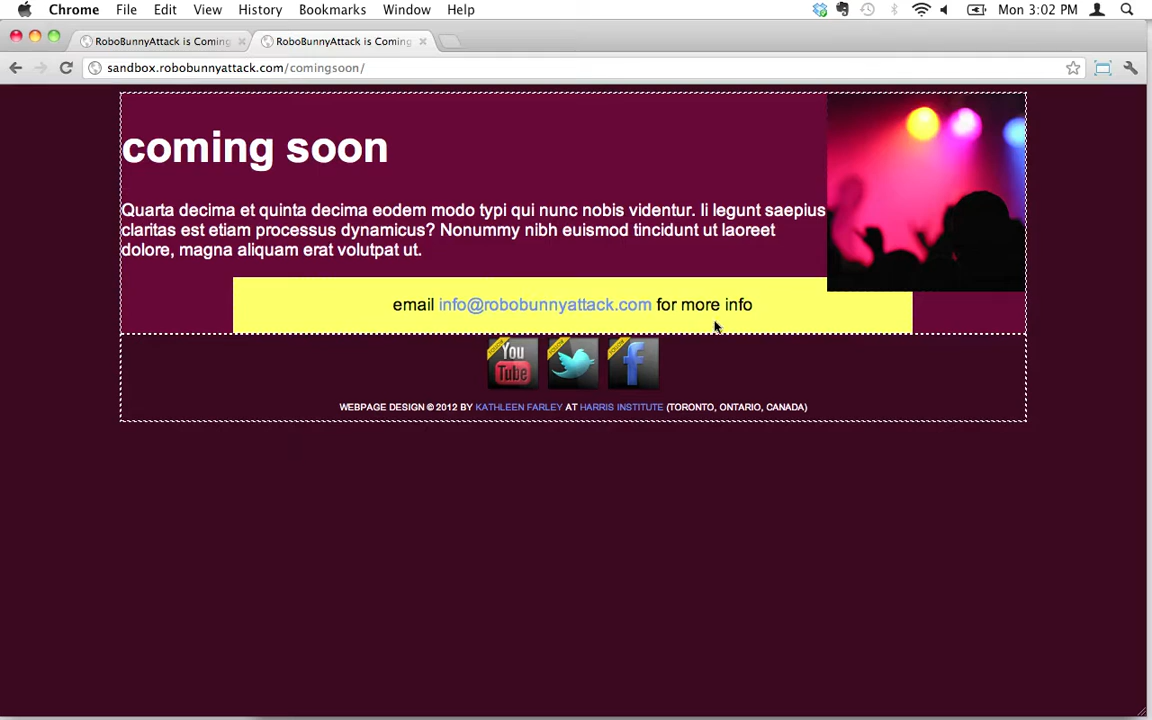 Chrome File Edit View History Bookmarks Window Help Mon 3:02 PM
RoboBunnyAttack is Coming RoboBunnyAttack is Coming
sandbox.robobunnyattack.com/comingsoon/
coming soon
Quarta decima et quinta decima eodem modo typi qui nunc nobis videntur. Ii legunt saepius
claritas est etiam processus dynamicus? Nonummy nibh euismod tincidunt ut laoreet
dolore, magna aliquam erat volutpat ut.
email info@robobunnyattack.com for more info
FOLLOW FOLLOW FOLLOW
You
Tube
WEBPAGE DESIGN © 2012 BY KATHLEEN FARLEY AT HARRIS INSTITUTE (TORONTO, ONTARIO, CANADA)